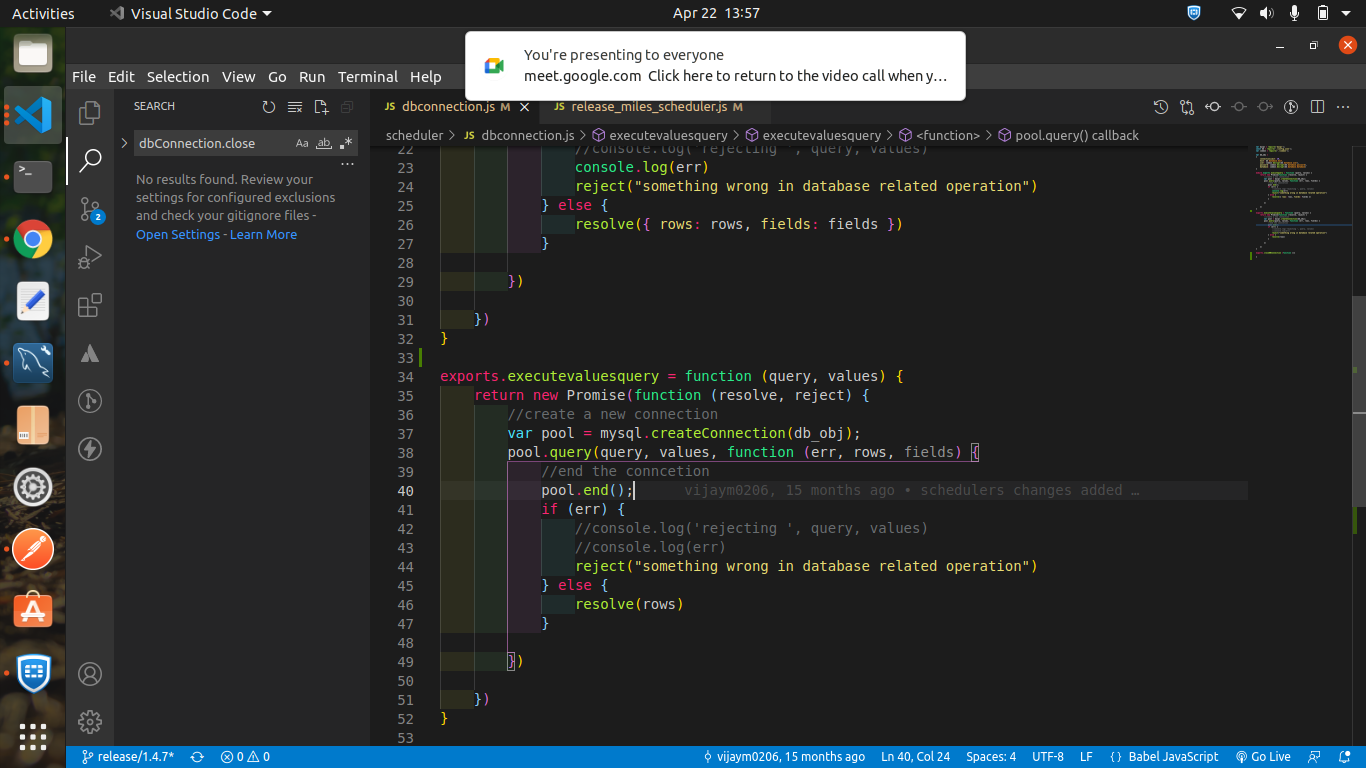 Activities
Visual Studio Code
Apr 22 13:57
You're presenting to everyone
meet.google.com Click here to return to the video call when y…
File Edit Selection View Go Run Terminal Help
SEARCH
dbConnection.close
Aa ab .*
No results found. Review your
settings for configured exclusions
and check your gitignore files -
Open Settings - Learn More
2
JS dbconnection.js M
JS release_miles_scheduler.js M
scheduler > JS dbconnection.js > executevaluesquery > executevaluesquery > <function> > pool.query() callback
22 //console.log('rejecting ', query, values)
23 console.log(err)
24 reject("something wrong in database related operation")
25 } else {
26 resolve({ rows: rows, fields: fields })
27 }
28
29 })
30
31 })
32 }
33
34 exports.executevaluesquery = function (query, values) {
35 return new Promise(function (resolve, reject) {
36 //create a new connection
37 var pool = mysql.createConnection(db_obj);
38 pool.query(query, values, function (err, rows, fields) {
39 //end the conncetion
40 pool.end(); vijaym0206, 15 months ago • schedulers changes added …
41 if (err) {
42 //console.log('rejecting ', query, values)
43 //console.log(err)
44 reject("something wrong in database related operation")
45 } else {
46 resolve(rows)
47 }
48
49 })
50
51 })
52 }
53
release/1.4.7* 0 0 vijaym0206, 15 months ago Ln 40, Col 24 Spaces: 4 UTF-8 LF {} Babel JavaScript Go Live